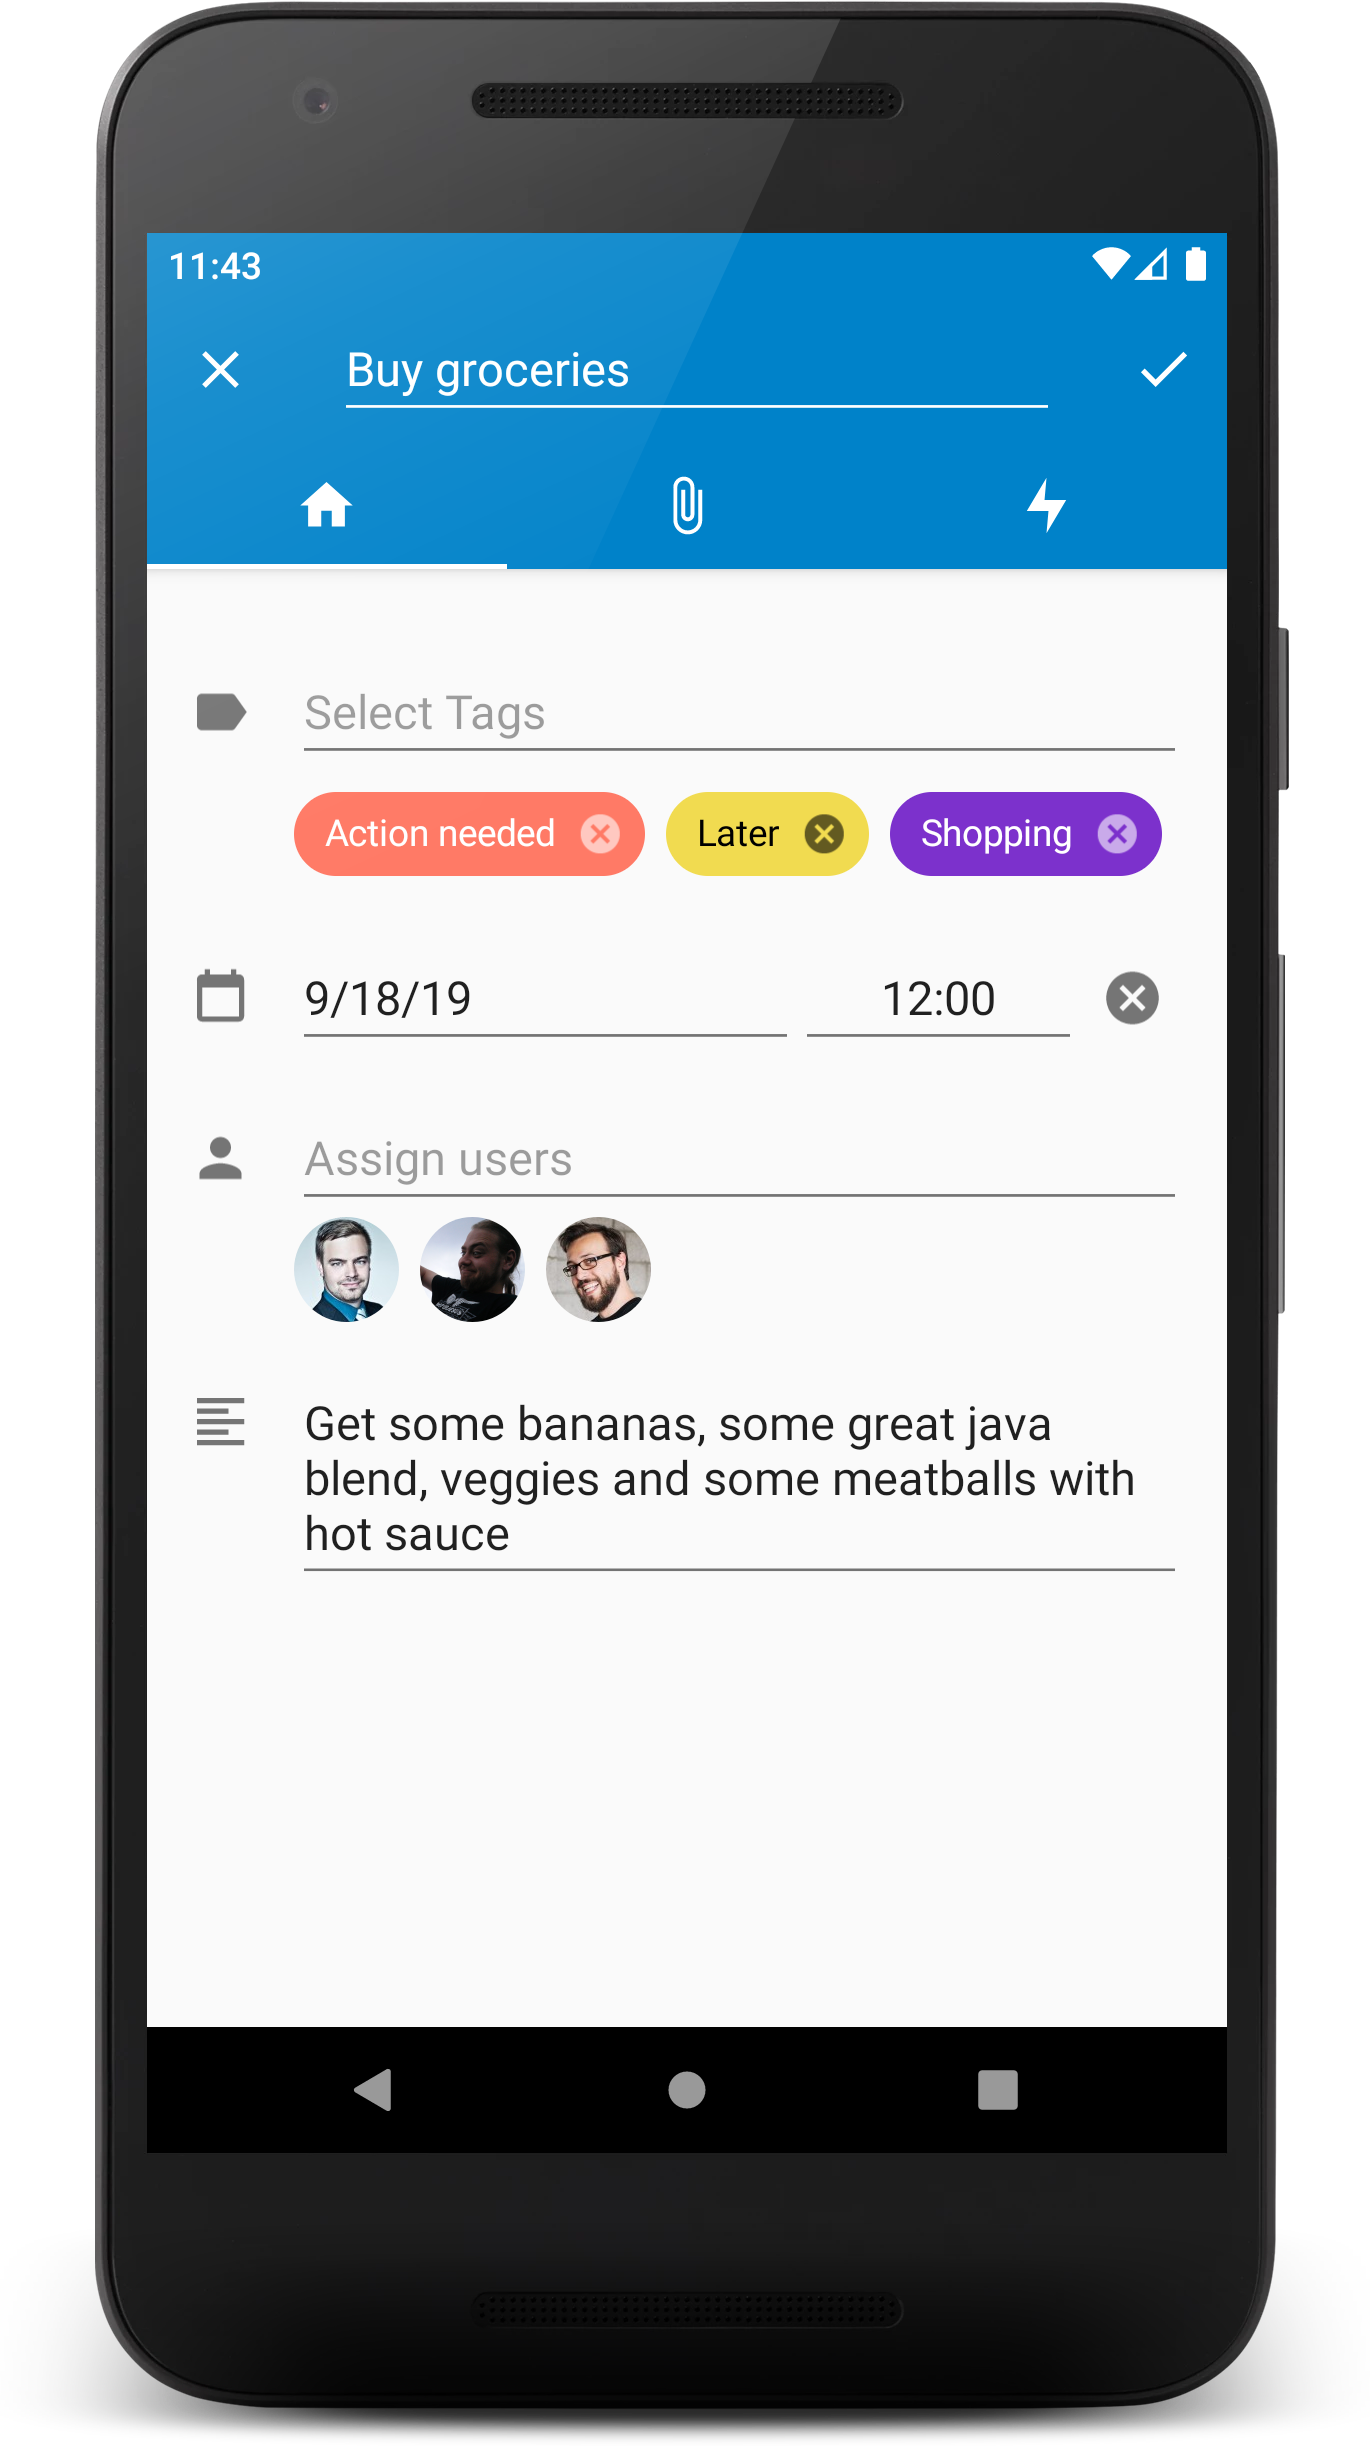 11:43
Buy groceries
Select Tags
Action needed Later Shopping
9/18/19 12:00
Assign users
Get some bananas, some great java
blend, veggies and some meatballs with
hot sauce